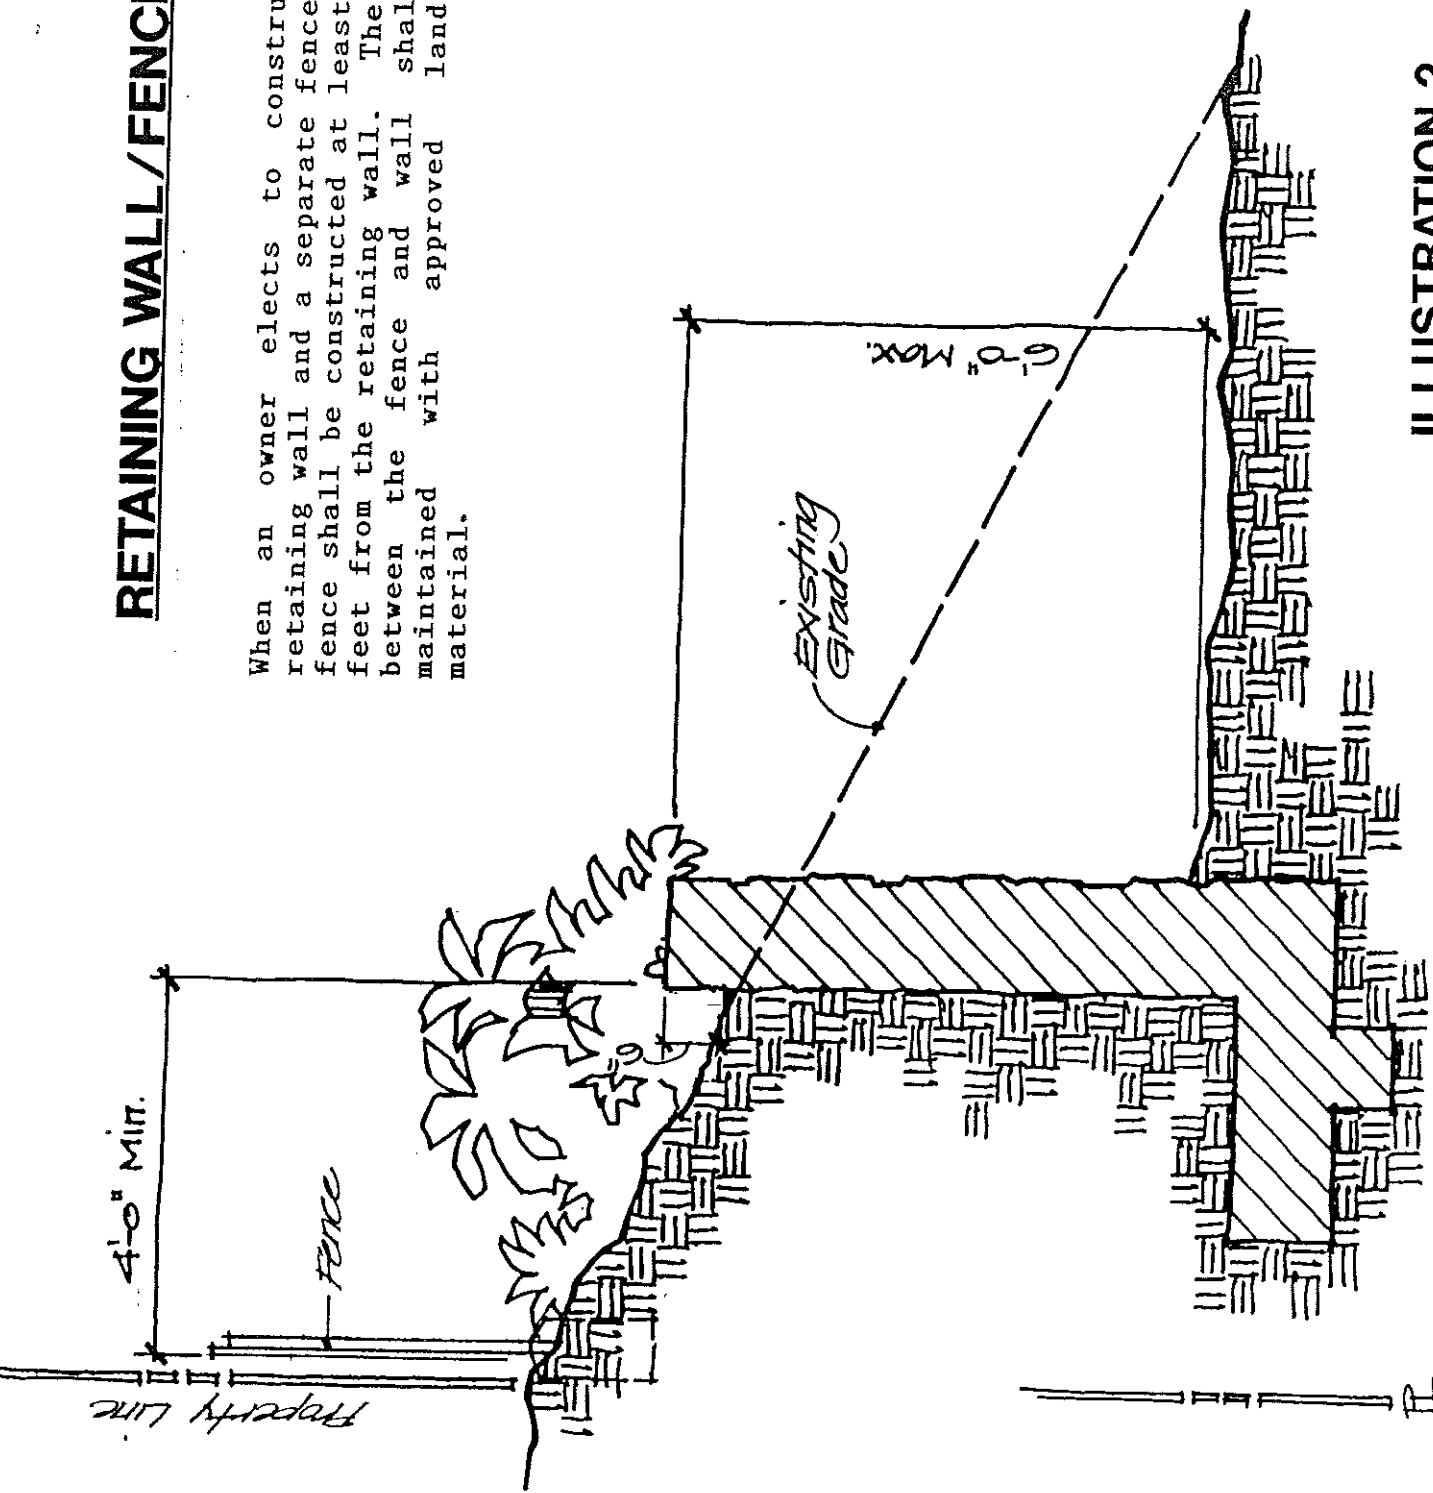 RETAINING WALL/FENC
When an owner elects to constru
retaining wall and a separate fence
fence shall be constructed at least
feet from the retaining wall. The
between the fence and wall shal
maintained with approved land
material.
4'-0" Min.
Fence
Property Line
6"
Existing
grade
6'-0" Max.
ILLUSTRATION 2